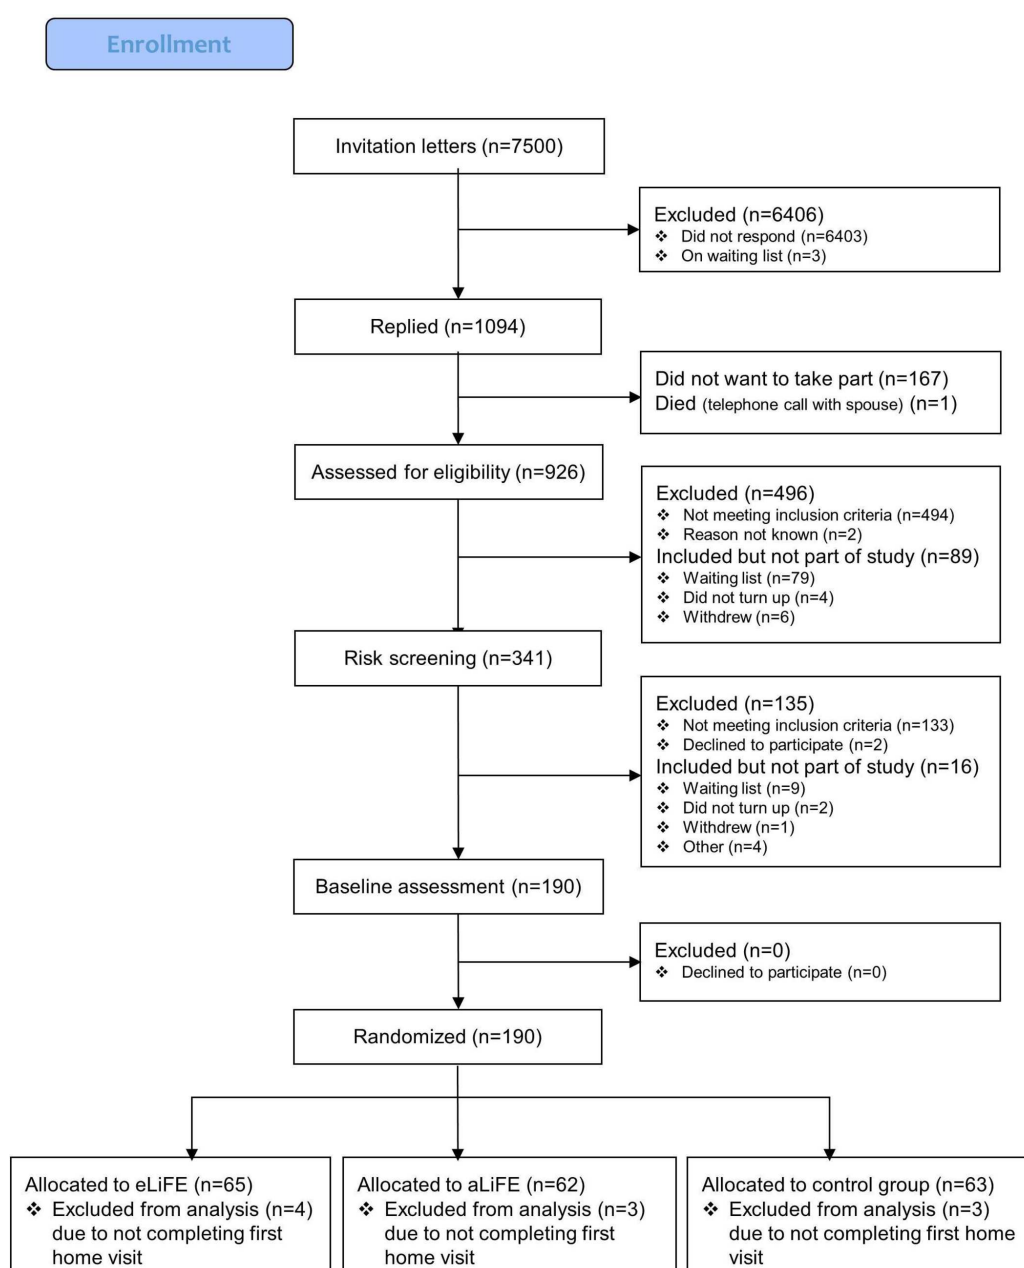 Enrollment
Invitation letters (n=7500)
Excluded (n=6406)
❖ Did not respond (n=6403)
❖ On waiting list (n=3)
Replied (n=1094)
Did not want to take part (n=167)
Died (telephone call with spouse) (n=1)
Assessed for eligibility (n=926)
Excluded (n=496)
❖ Not meeting inclusion criteria (n=494)
❖ Reason not known (n=2)
Included but not part of study (n=89)
❖ Waiting list (n=79)
❖ Did not turn up (n=4)
❖ Withdrew (n=6)
Risk screening (n=341)
Excluded (n=135)
❖ Not meeting inclusion criteria (n=133)
❖ Declined to participate (n=2)
Included but not part of study (n=16)
❖ Waiting list (n=9)
❖ Did not turn up (n=2)
❖ Withdrew (n=1)
❖ Other (n=4)
Baseline assessment (n=190)
Excluded (n=0)
❖ Declined to participate (n=0)
Randomized (n=190)
Allocated to eLiFE (n=65)
❖ Excluded from analysis (n=4)
due to not completing first
home visit
Allocated to aLiFE (n=62)
❖ Excluded from analysis (n=3)
due to not completing first
home visit
Allocated to control group (n=63)
❖ Excluded from analysis (n=3)
due to not completing first home
visit